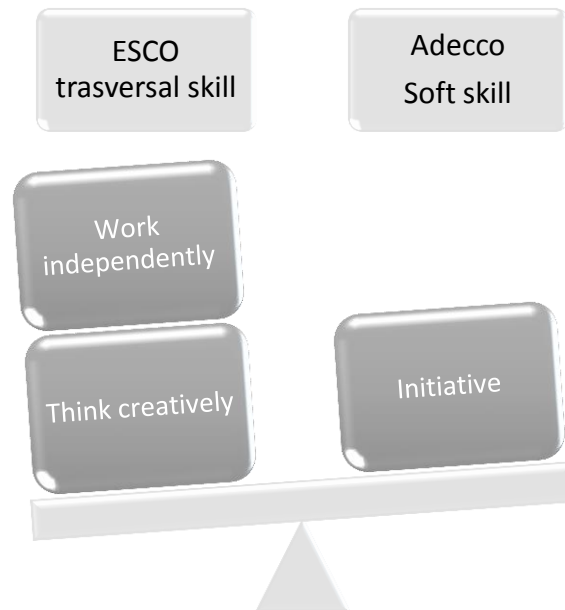 ESCO
trasversal skill
Adecco
Soft skill
Work
independently
Think creatively
Initiative